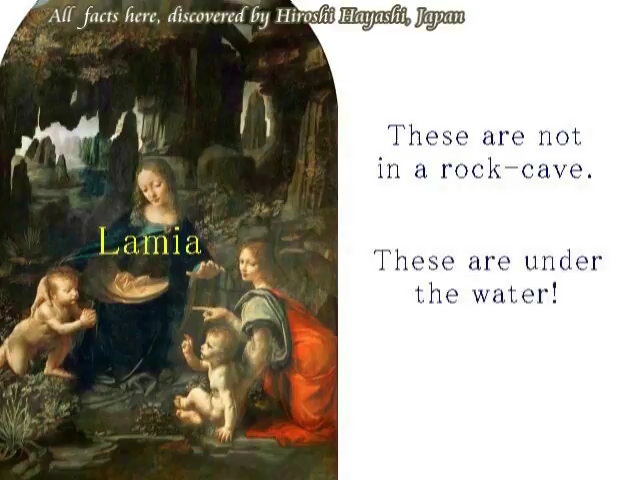 All facts here, discovered by Hiroshi Hayashi, Japan
These are not
in a rock-cave.
Lamia
These are under
the water!